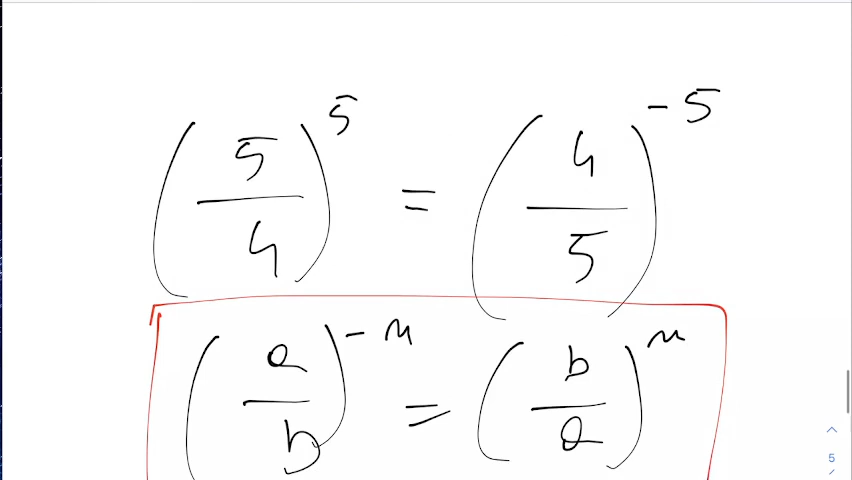 (5/4)^5 = (4/5)^-5
(a/b)^-n = (b/a)^n
5